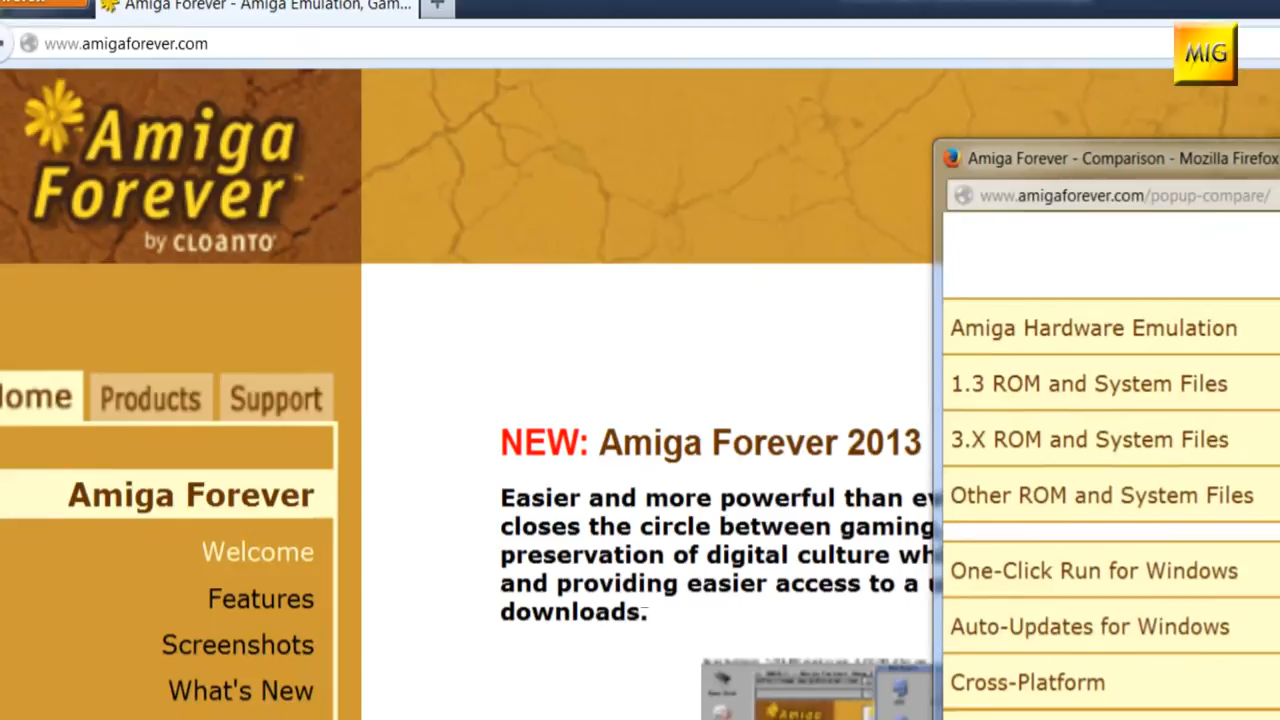 Amiga Forever - Amiga Emulation, Gam...
www.amigaforever.com
MIG
Amiga
Forever™
by CLOANTO
Amiga Forever - Comparison - Mozilla Firefox
www.amigaforever.com/popup-compare/
Amiga Hardware Emulation
1.3 ROM and System Files
3.X ROM and System Files
Other ROM and System Files
One-Click Run for Windows
Auto-Updates for Windows
Cross-Platform
Products
Support
NEW: Amiga Forever 2013
Easier and more powerful than
closes the circle between gaming
preservation of digital culture
and providing easier access to a
downloads.
Amiga Forever
Welcome
Features
Screenshots
What's New